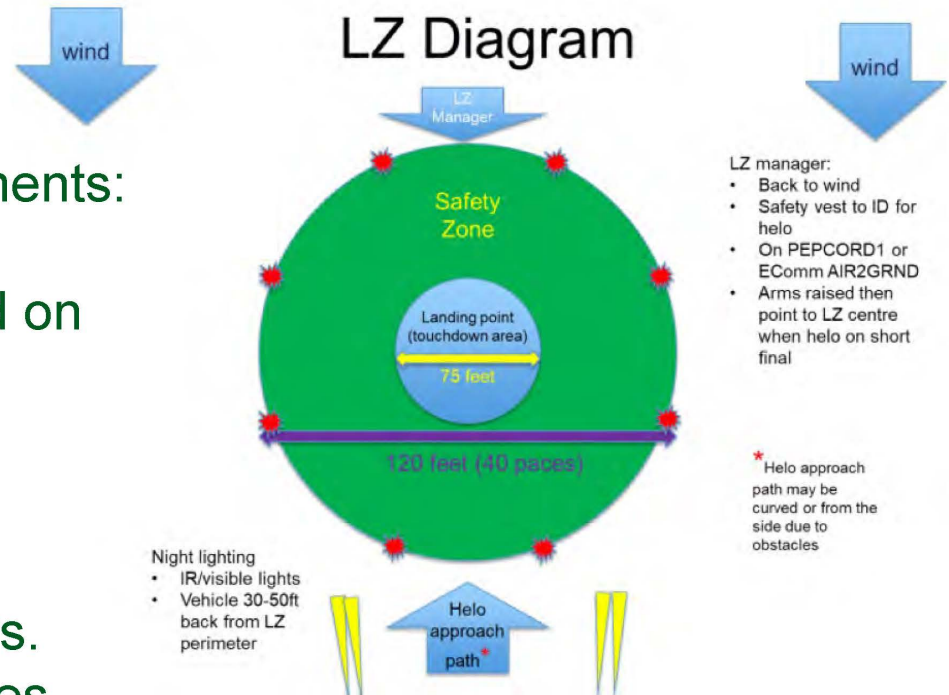 LZ Diagram
wind
wind
LZ
Manager
ments:
d on
s.
Safety
Zone
Landing point
(touchdown area)
75 feet
120 feet (40 paces)
LZ manager:
• Back to wind
• Safety vest to ID for
helo
• On PEPCORD1 or
EComm AIR2GRND
• Arms raised then
point to LZ centre
when helo on short
final
*Helo approach
path may be
curved or from the
side due to
obstacles
Night lighting
• IR/visible lights
• Vehicle 30-50ft
back from LZ
perimeter
Helo
approach
path*